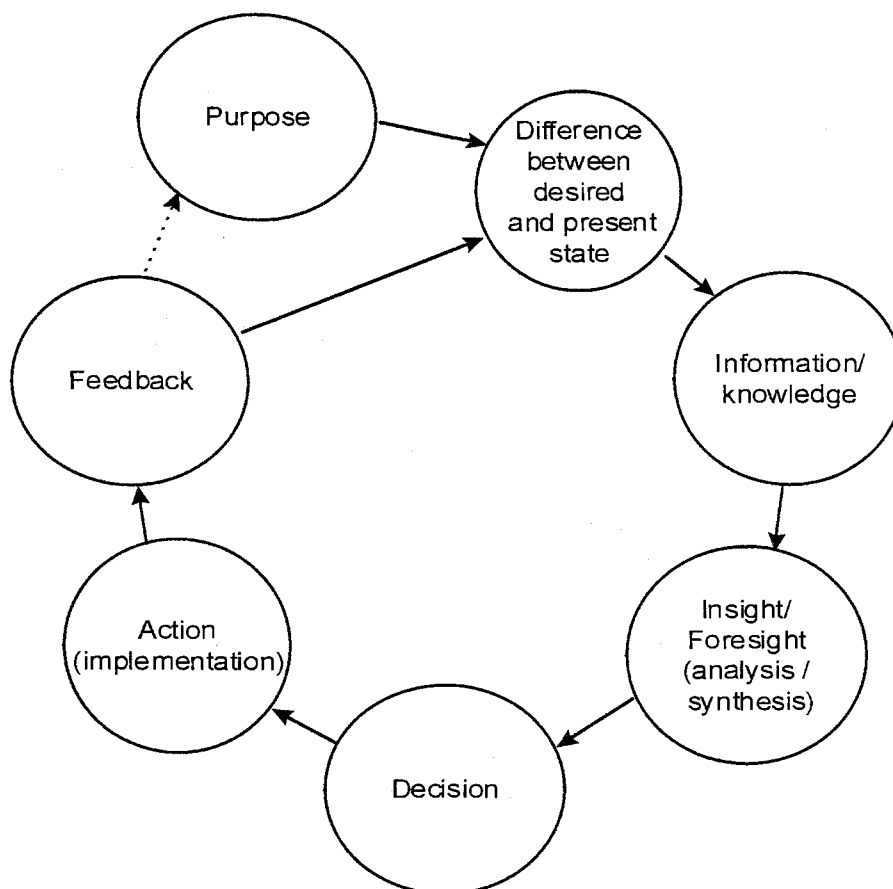 Purpose
Difference
between
desired
and present
state
Information/
knowledge
Insight/
Foresight
(analysis /
synthesis)
Decision
Action
(implementation)
Feedback